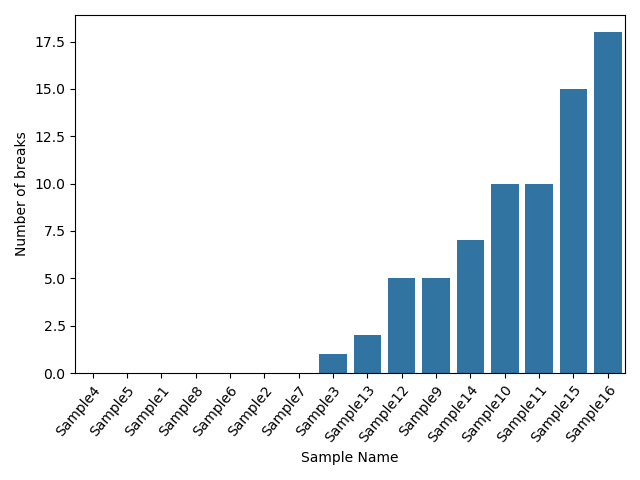 17.5
15.0
12.5
10.0
7.5
5.0
2.5
0.0
Number of breaks
Sample4
Sample5
Sample1
Sample8
Sample6
Sample2
Sample7
Sample3
Sample13
Sample12
Sample9
Sample14
Sample10
Sample11
Sample15
Sample16
Sample Name